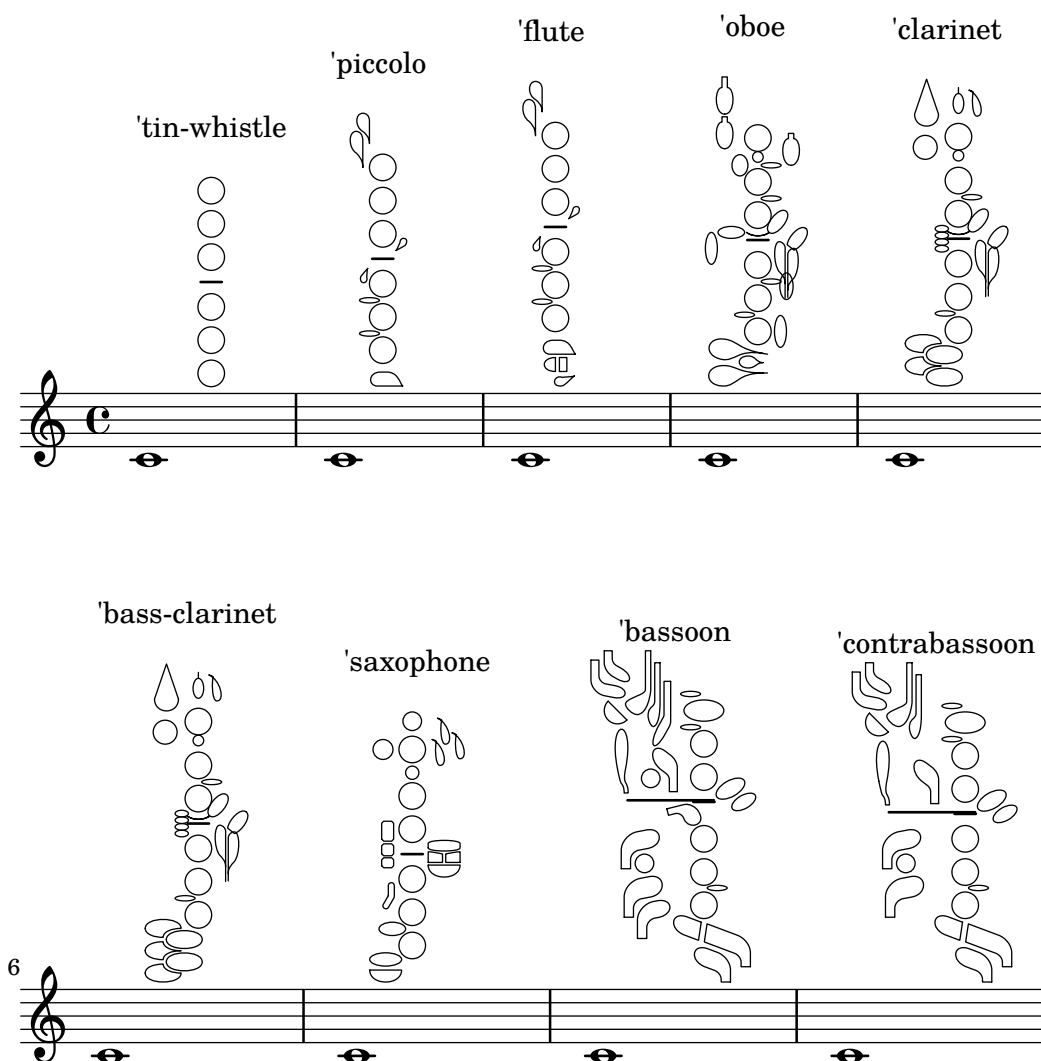 'tin-whistle
'piccolo
'flute
'oboe
'clarinet
'bass-clarinet
'saxophone
'bassoon
'contrabassoon
6